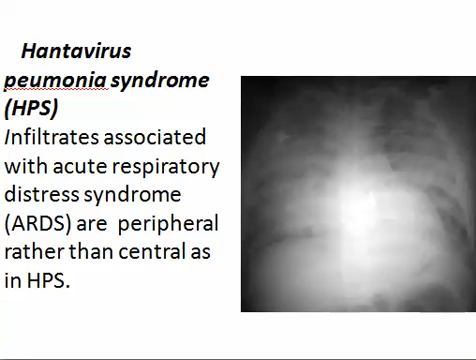 Hantavirus
peumonia syndrome
(HPS)
Infiltrates associated
with acute respiratory
distress syndrome
(ARDS) are peripheral
rather than central as
in HPS.